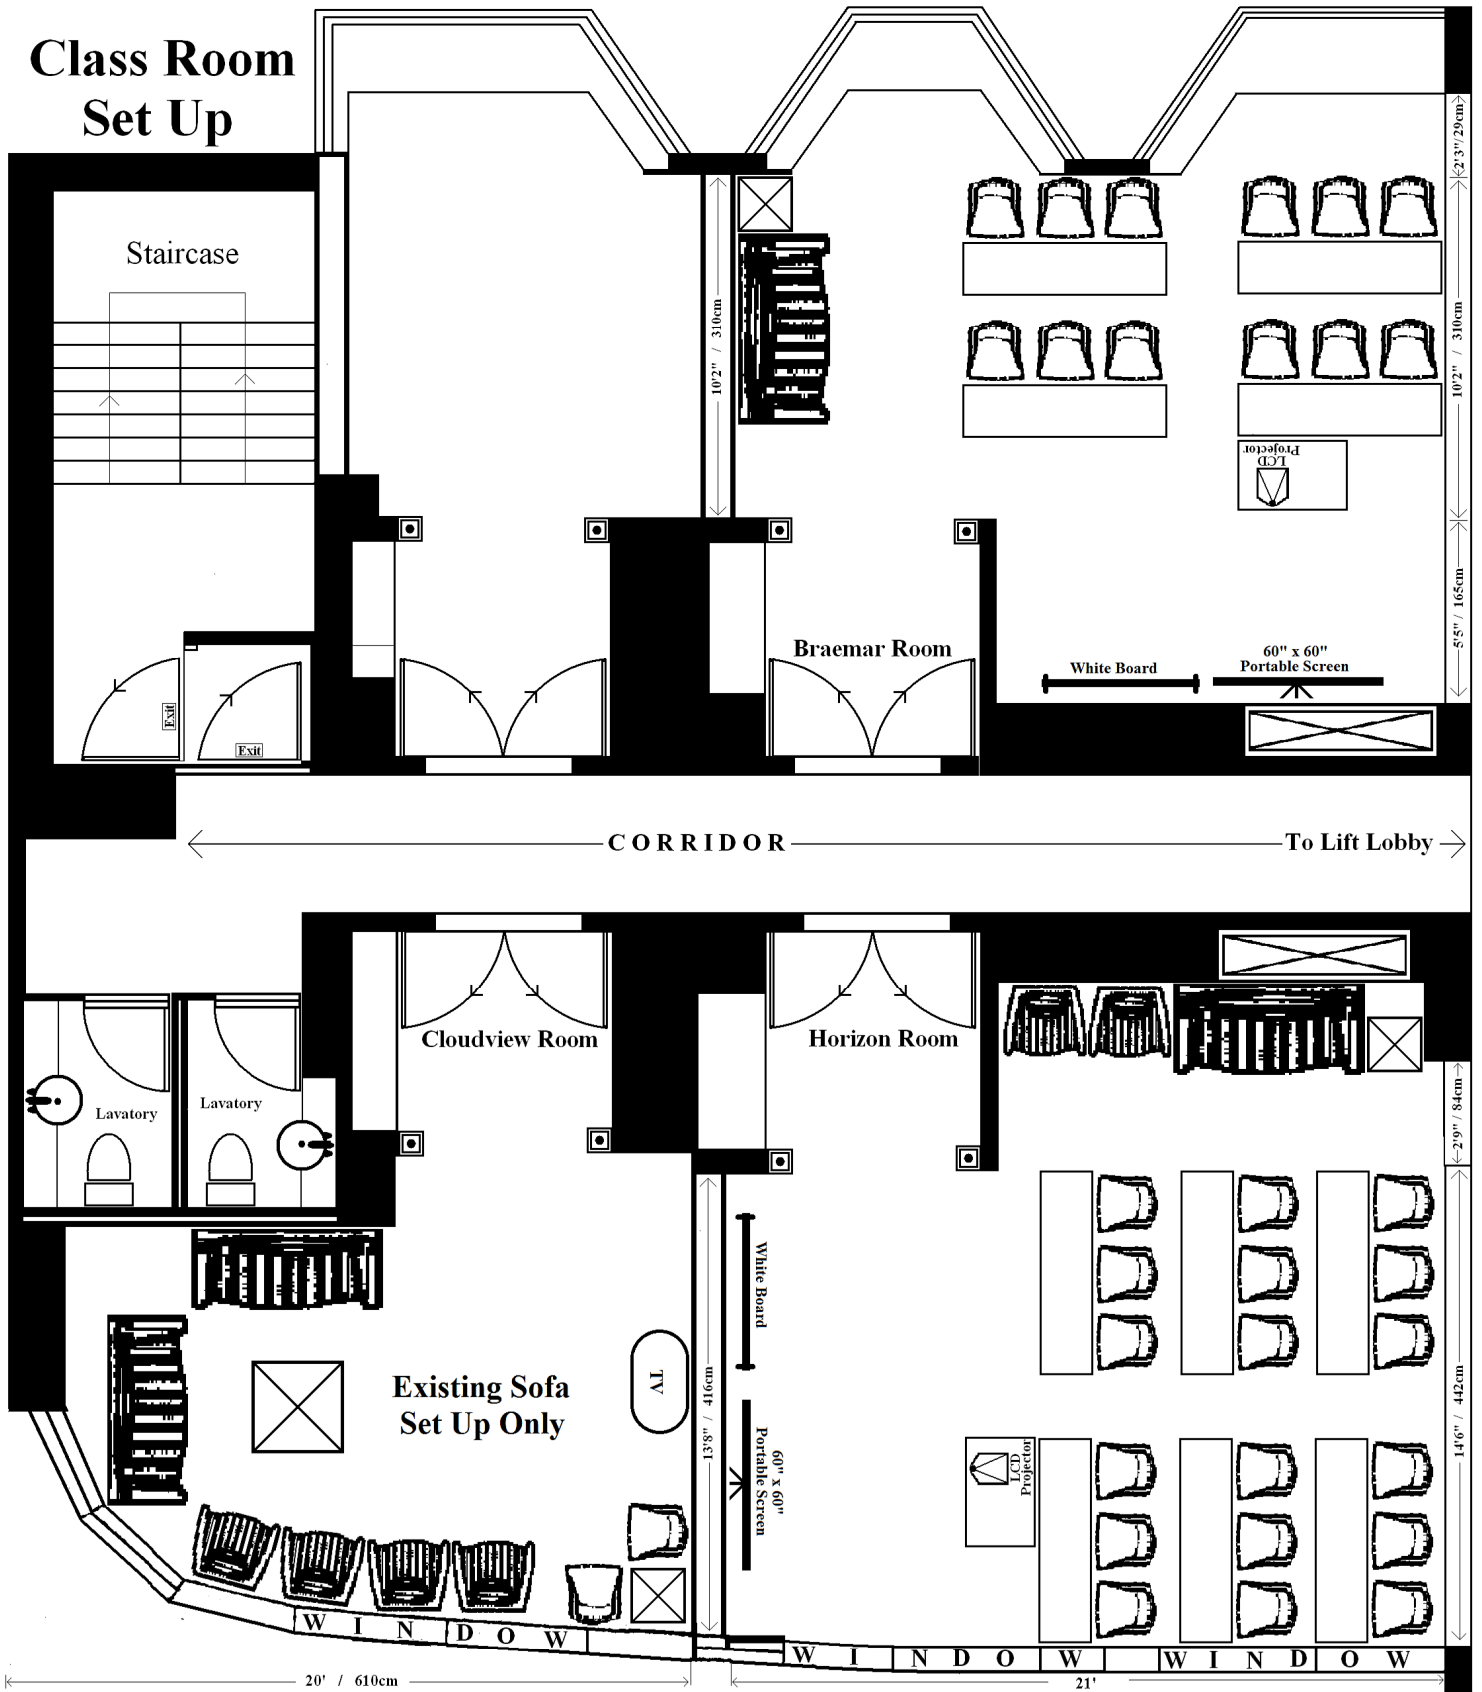 Class Room
Set Up
Staircase
2'3"/29cm
10'2" / 310cm
10'2" / 310cm
LCD
Projector
5'5" / 165cm
Braemar Room
White Board
60" x 60"
Portable Screen
Exit
Exit
CORRIDOR
To Lift Lobby
Cloudview Room
Horizon Room
Lavatory
Lavatory
2'9" / 84cm
White Board
TV
Existing Sofa
Set Up Only
13'8" / 416cm
14'6" / 442cm
60" x 60"
Portable Screen
LCD
Projector
WINDOW
WINDOW
WINDOW
20' / 610cm
21'